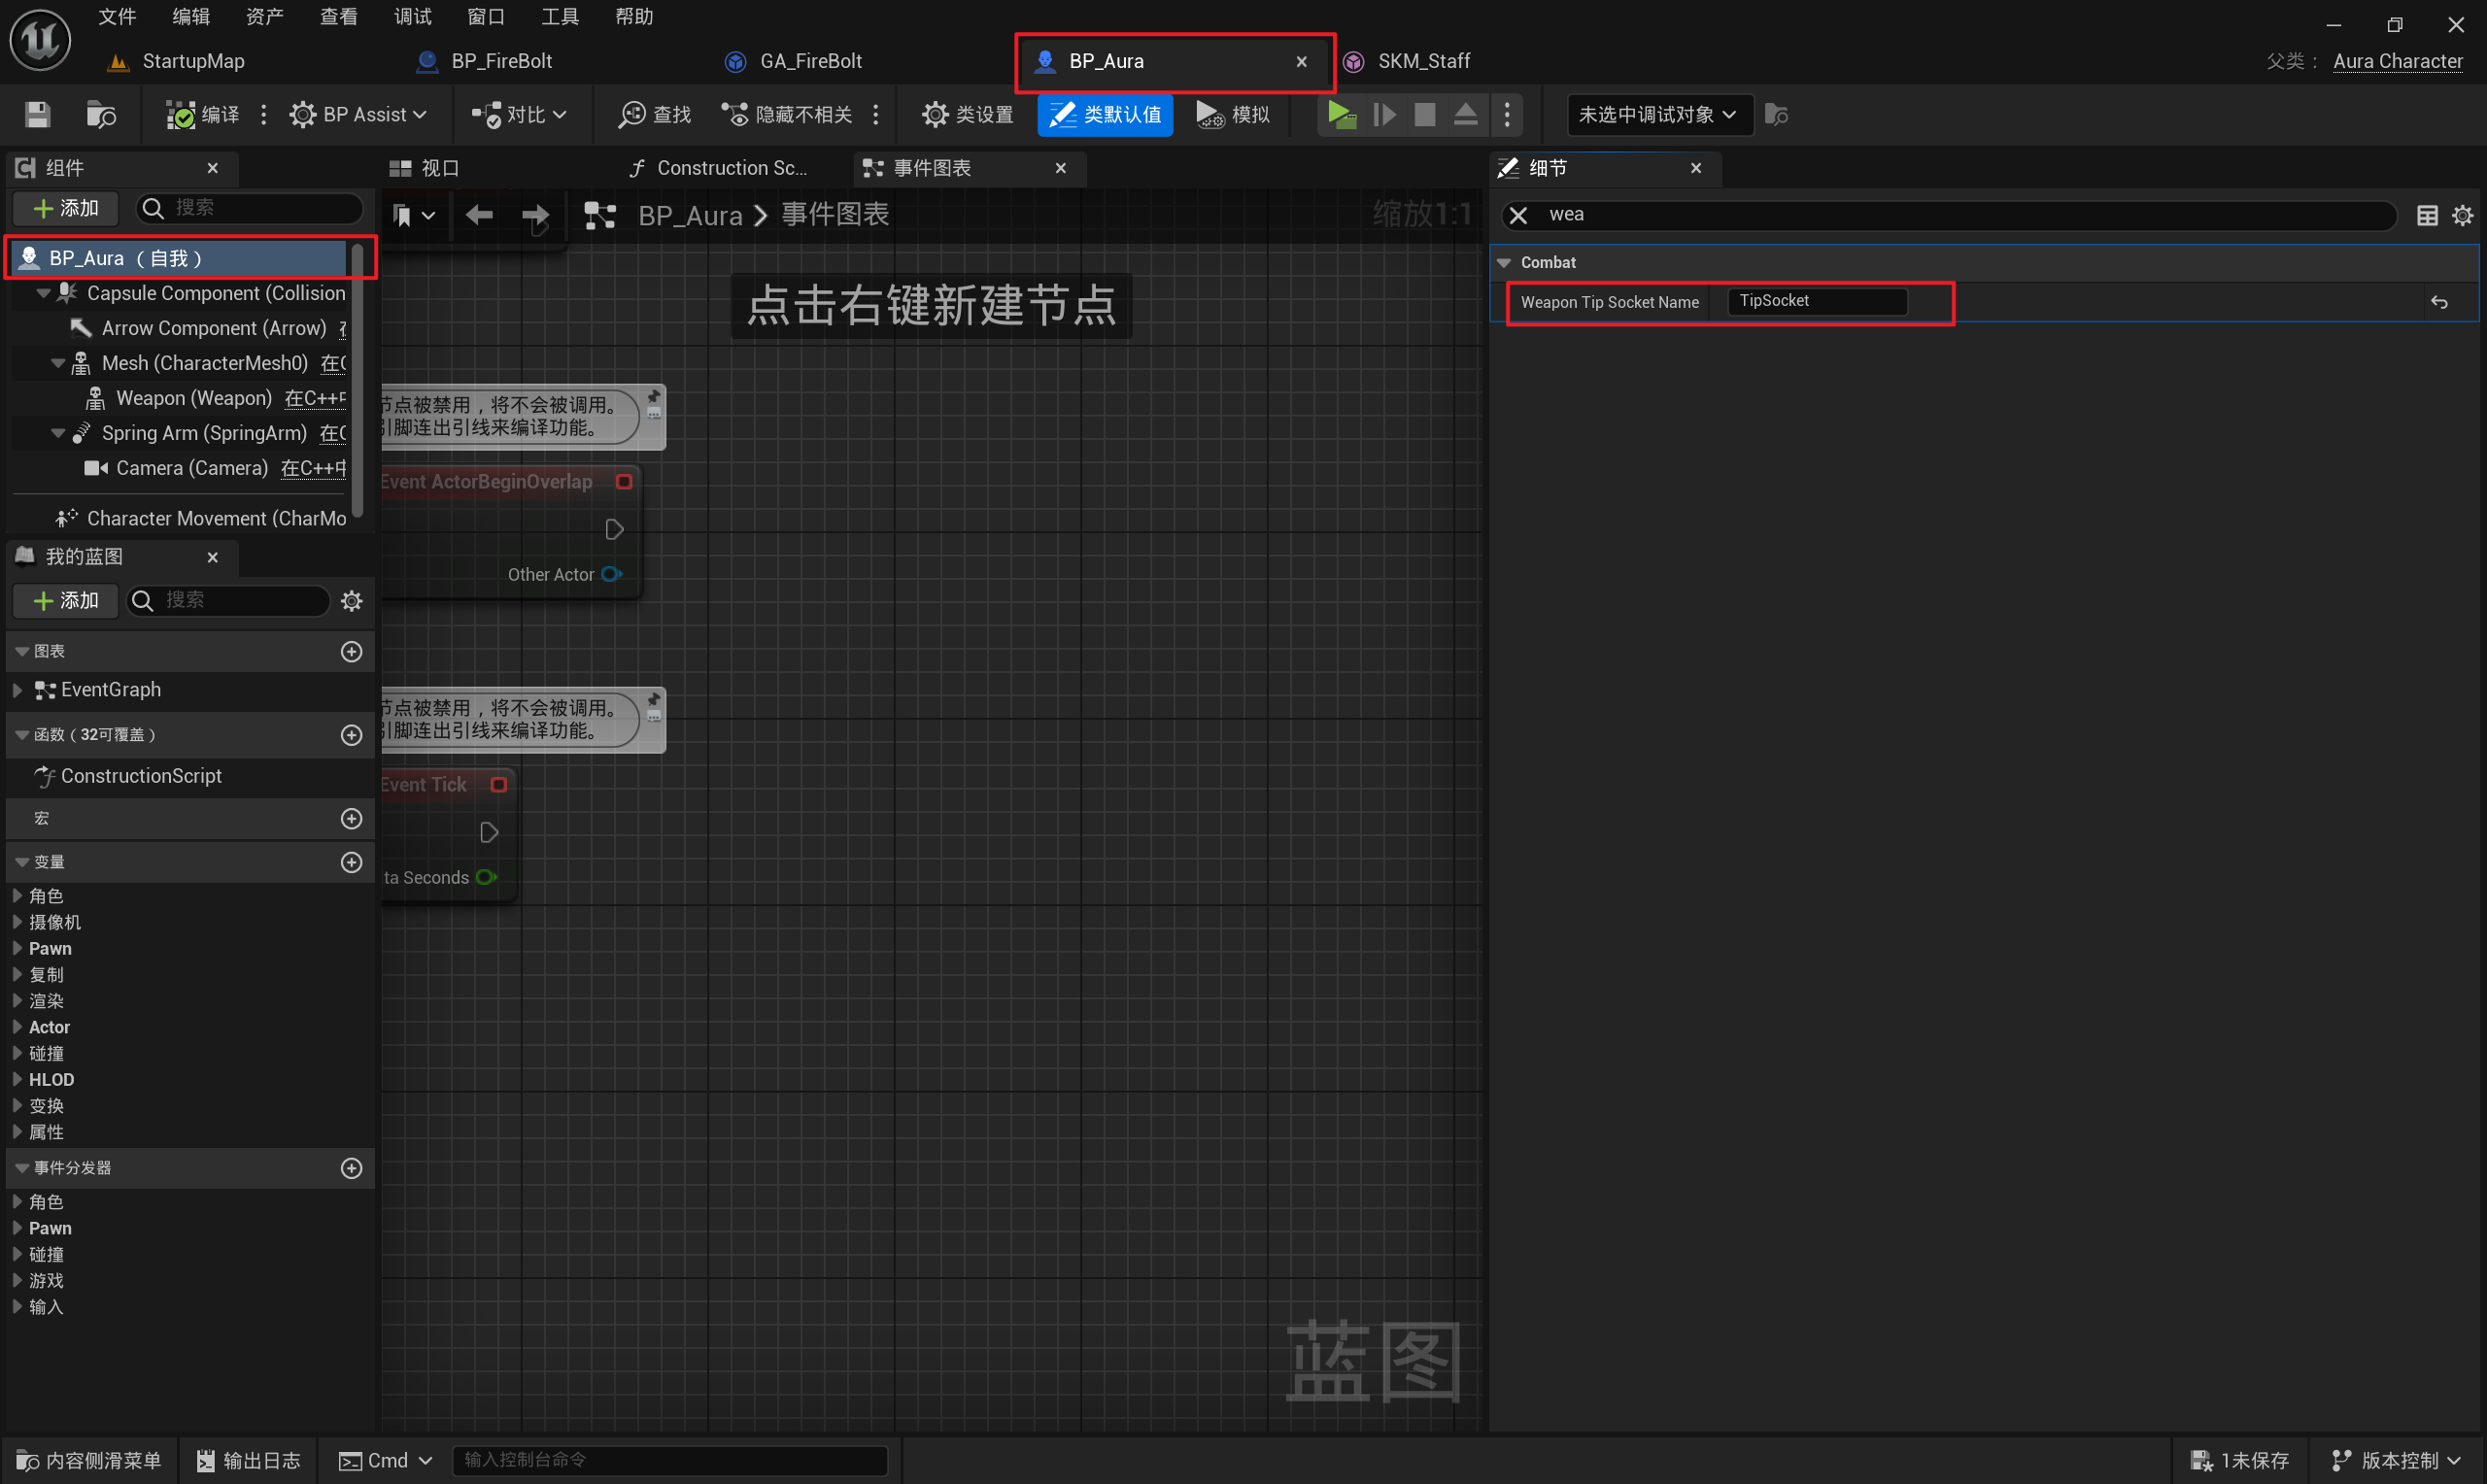 文件 编辑 资产 查看 调试 窗口 工具 帮助
StartupMap BP_FireBolt GA_FireBolt BP_Aura SKM_Staff 父类： Aura Character
编译 BP Assist 对比 查找 隐藏不相关 类设置 类默认值 模拟 未选中调试对象
组件
添加 搜索
BP_Aura （自我）
Capsule Component (Collision
Arrow Component (Arrow)
Mesh (CharacterMesh0) 在C
Weapon (Weapon) 在C++中
Spring Arm (SpringArm) 在C
Camera (Camera) 在C++中
Character Movement (CharMo
我的蓝图
添加 搜索
图表
EventGraph
函数（32可覆盖）
ConstructionScript
宏
变量
角色
摄像机
Pawn
复制
渲染
Actor
碰撞
HLOD
变换
属性
事件分发器
角色
Pawn
碰撞
游戏
输入
视口 Construction Sc... 事件图表
BP_Aura > 事件图表 缩放1:1
点击右键新建节点
节点被禁用，将不会被调用。
引脚连出引线来编译功能。
Event ActorBeginOverlap
Other Actor
节点被禁用，将不会被调用。
引脚连出引线来编译功能。
Event Tick
ta Seconds
蓝图
细节
wea
Combat
Weapon Tip Socket Name TipSocket
内容侧滑菜单 输出日志 Cmd 输入控制台命令 1未保存 版本控制